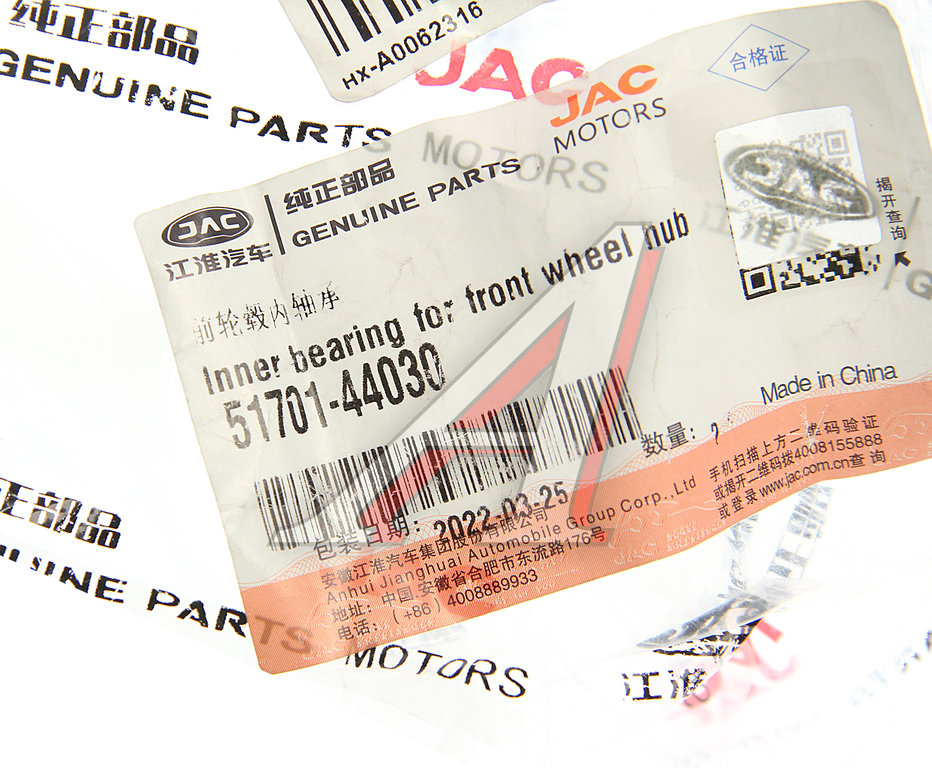 纯正部品
GENUINE PARTS
HX-A0062316
JAC
MOTORS
JAC
MOTORS
合格证
JAC
江淮汽车
纯正部品
GENUINE PARTS
JAC
江淮汽
揭开查询
前轮毂内轴承
Inner bearing for front wheel hub
51701-44030
Made in China
数量：
包装日期：2022-03-25
手机扫描上方二维码验证
或揭开二维码拨4008155888
或登录www.jac.com.cn查询
安徽江淮汽车集团股份有限公司
Anhui Jianghuai Automobile Group Corp.,Ltd
地址：中国·安徽省合肥市东流路176号
电话：（+86）4008889933
正部品
UINE PARTS
MOTORS
江淮